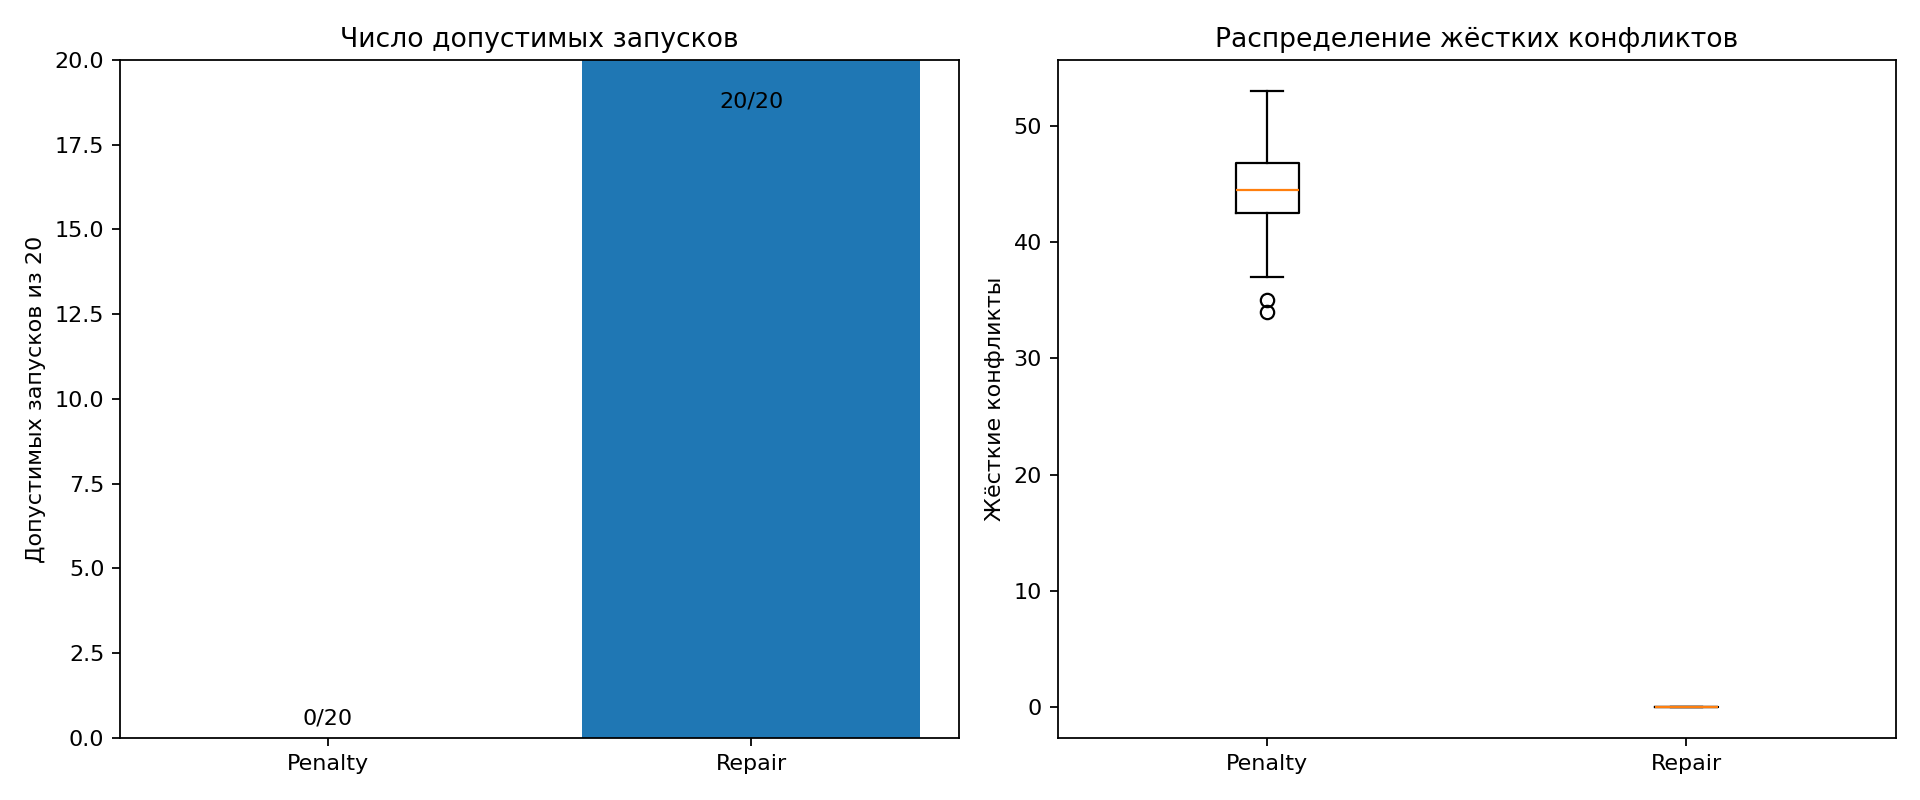 Число допустимых запусков
Допустимых запусков из 20
20.0
17.5
15.0
12.5
10.0
7.5
5.0
2.5
0.0
0/20
20/20
Penalty
Repair
Распределение жёстких конфликтов
Жёсткие конфликты
50
40
30
20
10
0
Penalty
Repair